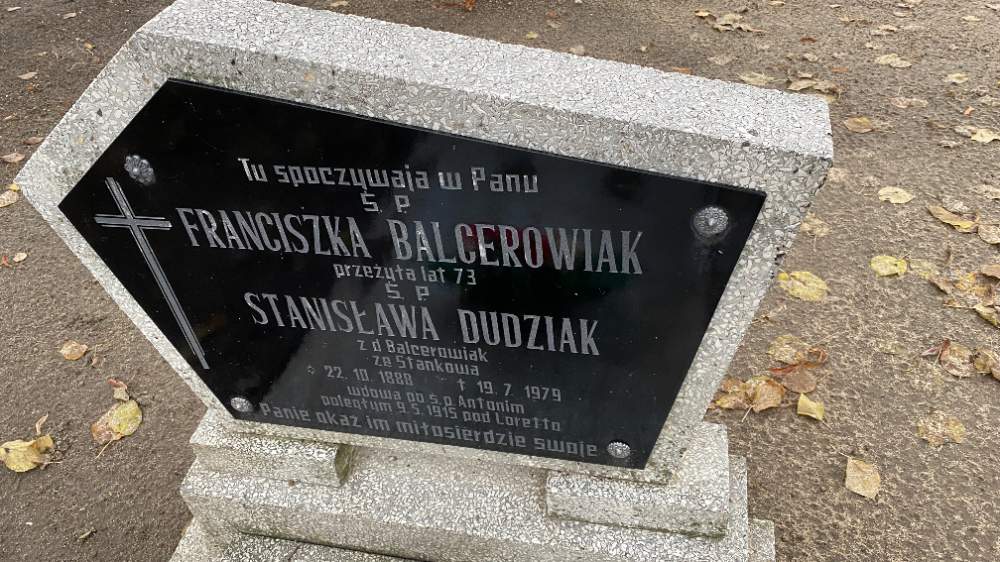 Tu spoczywają w Panu
Ś. P.
FRANCISZKA BALCEROWIAK
przeżyła lat 73
Ś. P.
STANISŁAWA DUDZIAK
z d Balcerowiak
ze Stankowa
* 22. 10. 1888 † 19. 7. 1979
wdowa po ś.p. Antonim
poległym 9.5.1915 pod Loretto
Panie okaż im miłosierdzie swoje